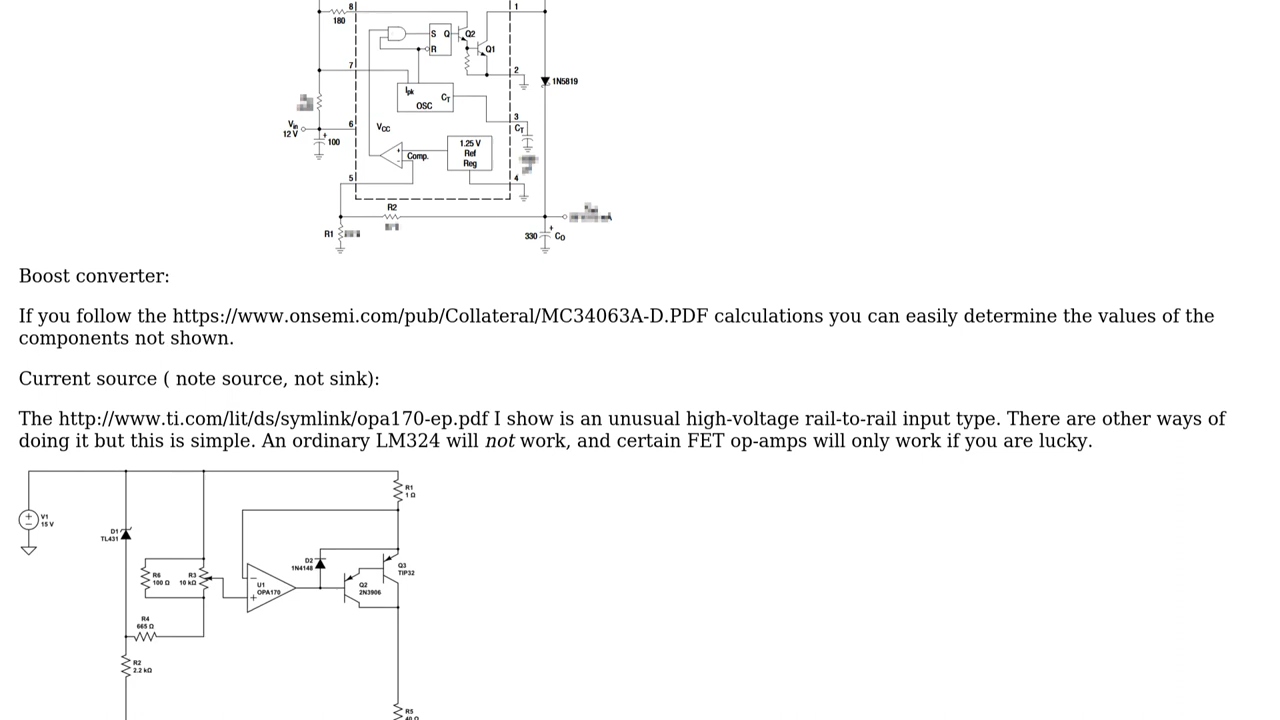 8
1
180
S Q
Q2
R
Q1
7
2
1N5819
Ipk
CT
OSC
3
Vin
12 V
6
VCC
CT
100
1.25 V
Ref
Reg
Comp.
5
4
R2
R1
330
CO
Boost converter:
If you follow the https://www.onsemi.com/pub/Collateral/MC34063A-D.PDF calculations you can easily determine the values of the
components not shown.
Current source ( note source, not sink):
The http://www.ti.com/lit/ds/symlink/opa170-ep.pdf I show is an unusual high-voltage rail-to-rail input type. There are other ways of
doing it but this is simple. An ordinary LM324 will not work, and certain FET op-amps will only work if you are lucky.
R1
1 Ω
V1
15 V
D1
TL431
D2
1N4148
Q3
TIP32
R6
100 Ω
R3
10 kΩ
U1
OPA170
Q2
2N3906
R4
665 Ω
R2
2.2 kΩ
R5
40 Ω